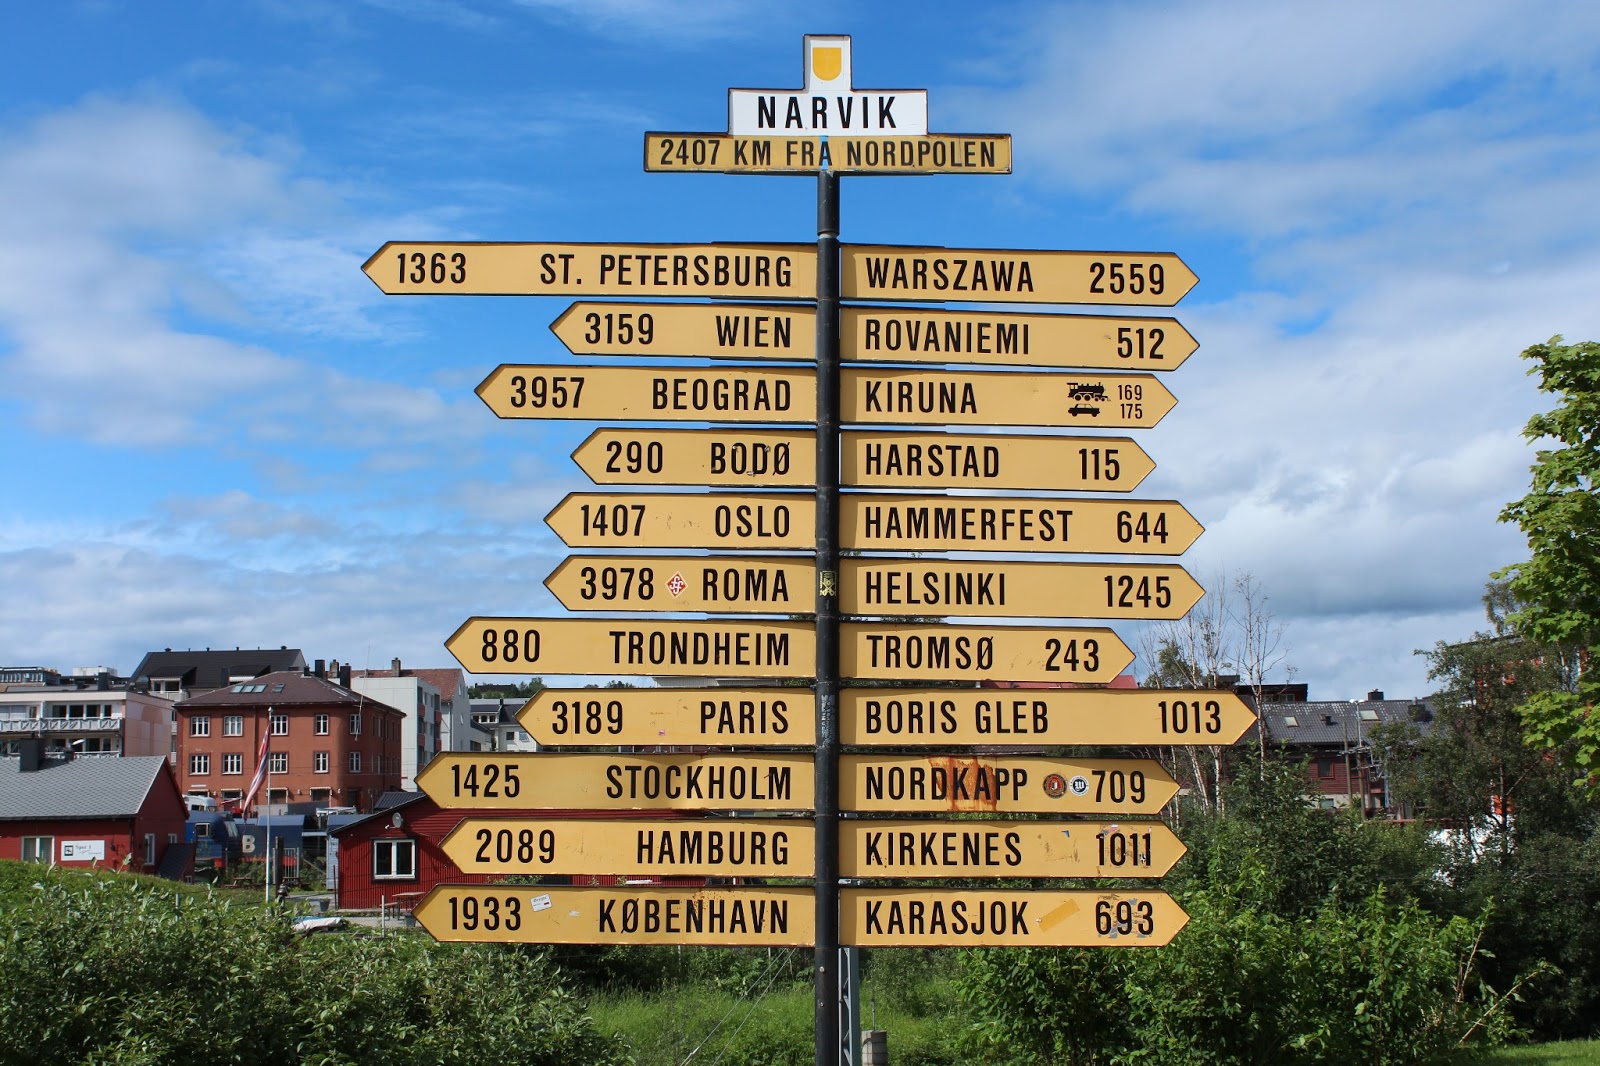 NARVIK
2407 KM FRA NORDPOLEN
1363 ST. PETERSBURG
WARSZAWA 2559
3159 WIEN
ROVANIEMI 512
3957 BEOGRAD
KIRUNA 169
175
290 BODØ
HARSTAD 115
1407 OSLO
HAMMERFEST 644
3978 ROMA
HELSINKI 1245
880 TRONDHEIM
TROMSØ 243
3189 PARIS
BORIS GLEB 1013
1425 STOCKHOLM
NORDKAPP 709
2089 HAMBURG
KIRKENES 1011
1933 KØBENHAVN
KARASJOK 693
B